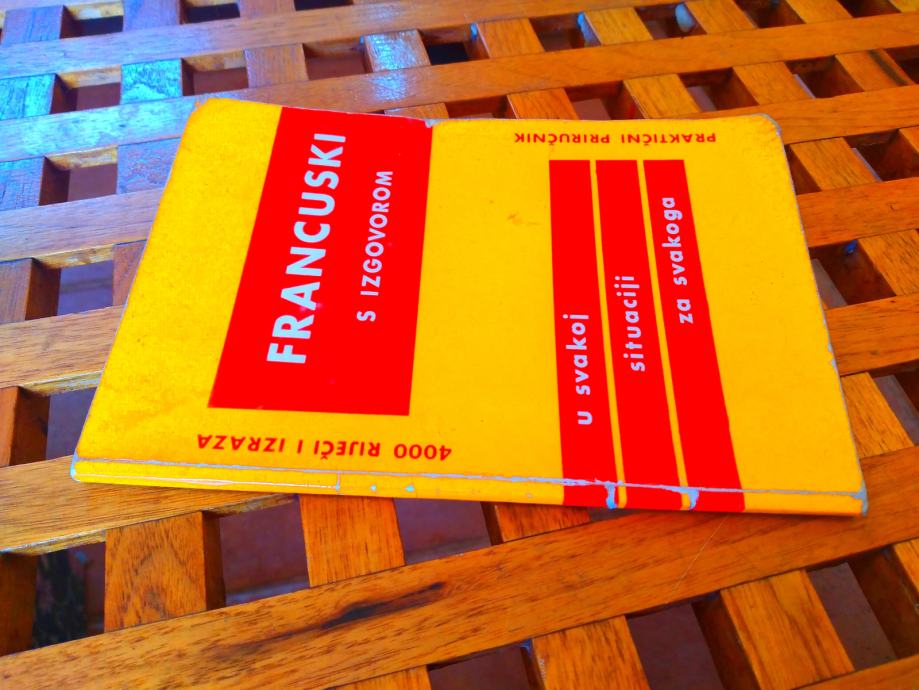 FRANCUSKI
S IZGOVOROM
4000 RIJEČI I IZRAZA
u svakoj
situaciji
za svakoga
PRAKTIČNI PRIRUČNIK